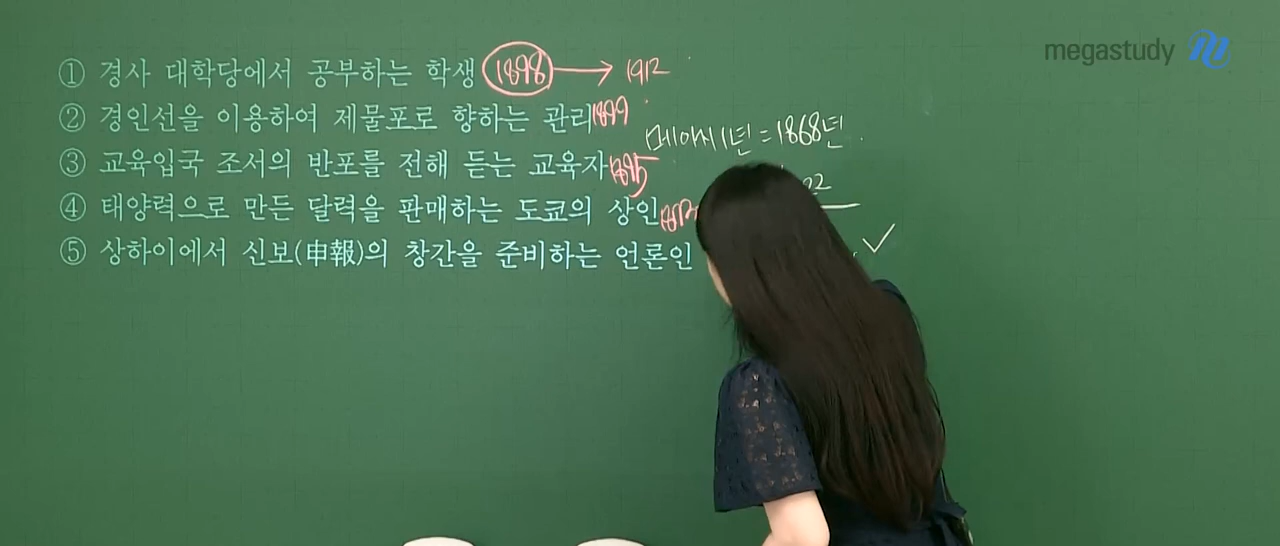 megastudy
① 경사 대학당에서 공부하는 학생 1898 → 1912
② 경인선을 이용하여 제물포로 향하는 관리 1899
메이지 1년 = 1868년.
③ 교육입국 조서의 반포를 전해 듣는 교육자 1895
22
④ 태양력으로 만든 달력을 판매하는 도쿄의 상인
⑤ 상하이에서 신보(申報)의 창간을 준비하는 언론인